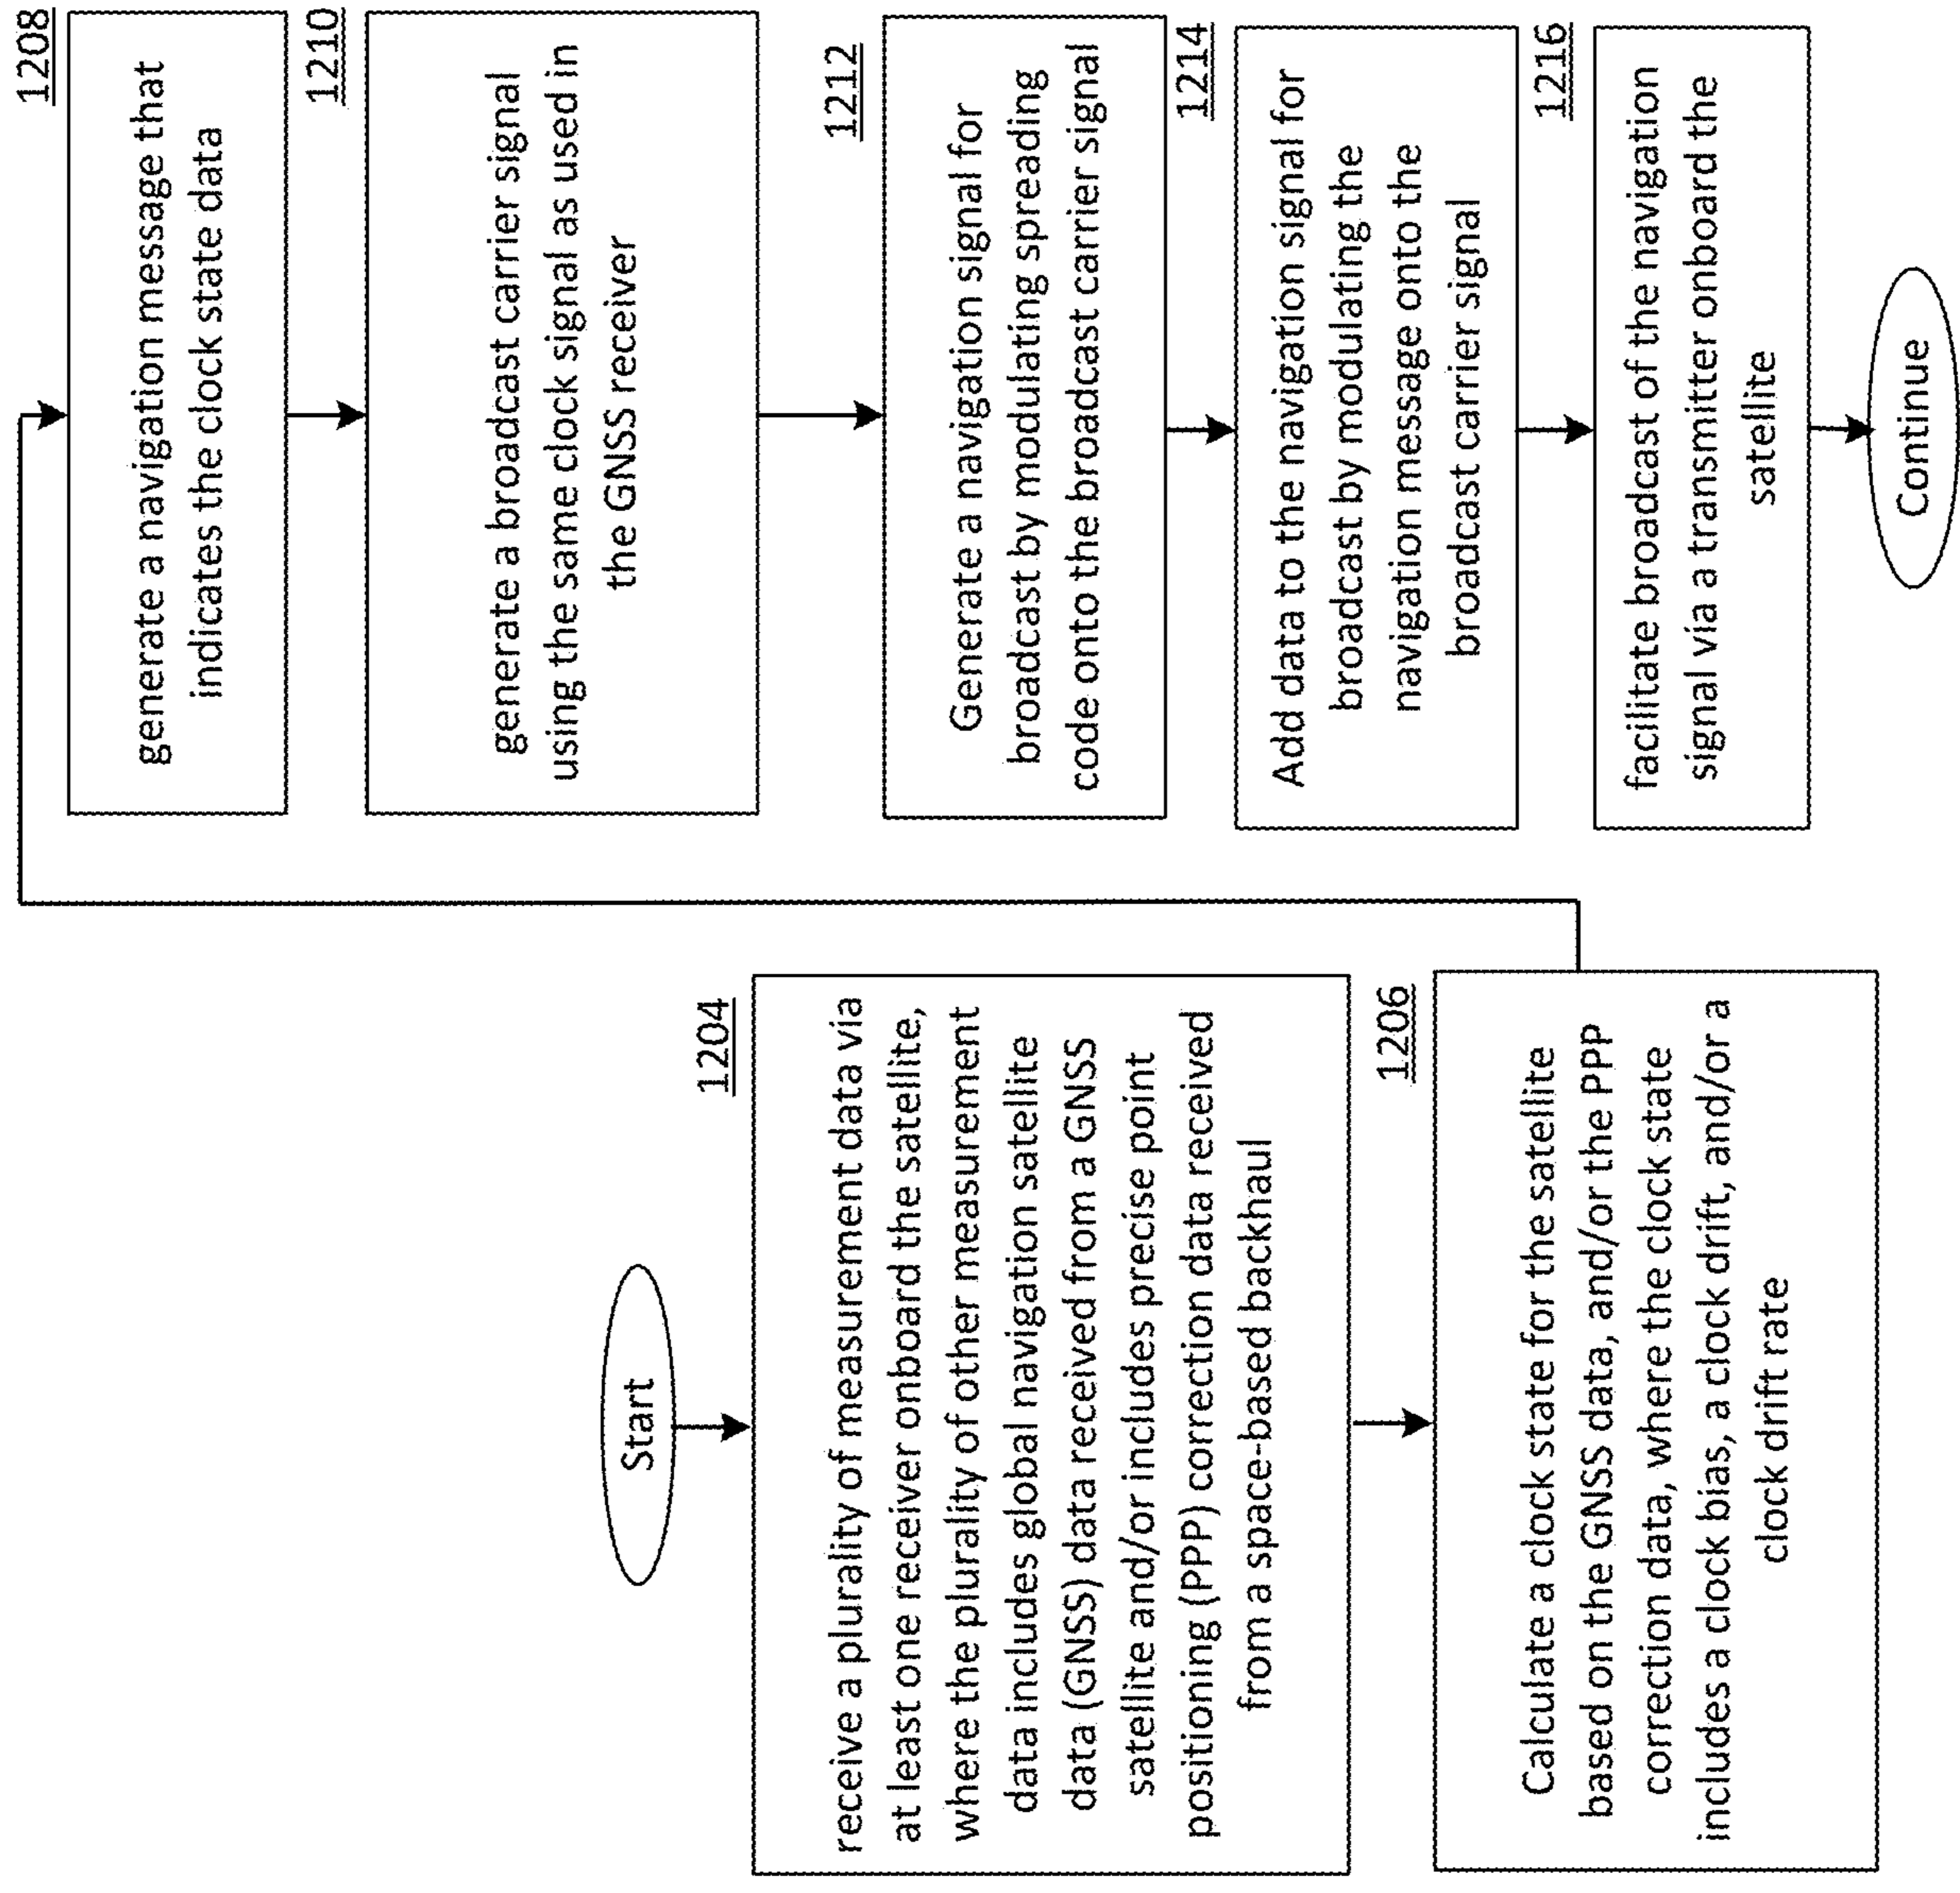 Start
1204
receive a plurality of measurement data via
at least one receiver onboard the satellite,
where the plurality of other measurement
data includes global navigation satellite
data (GNSS) data received from a GNSS
satellite and/or includes precise point
positioning (PPP) correction data received
from a space-based backhaul
1206
Calculate a clock state for the satellite
based on the GNSS data, and/or the PPP
correction data, where the clock state
includes a clock bias, a clock drift, and/or a
clock drift rate
1208
generate a navigation message that
indicates the clock state data
1210
generate a broadcast carrier signal
using the same clock signal as used in
the GNSS receiver
1212
Generate a navigation signal for
broadcast by modulating spreading
code onto the broadcast carrier signal
1214
Add data to the navigation signal for
broadcast by modulating the
navigation message onto the
broadcast carrier signal
1216
facilitate broadcast of the navigation
signal via a transmitter onboard the
satellite
Continue